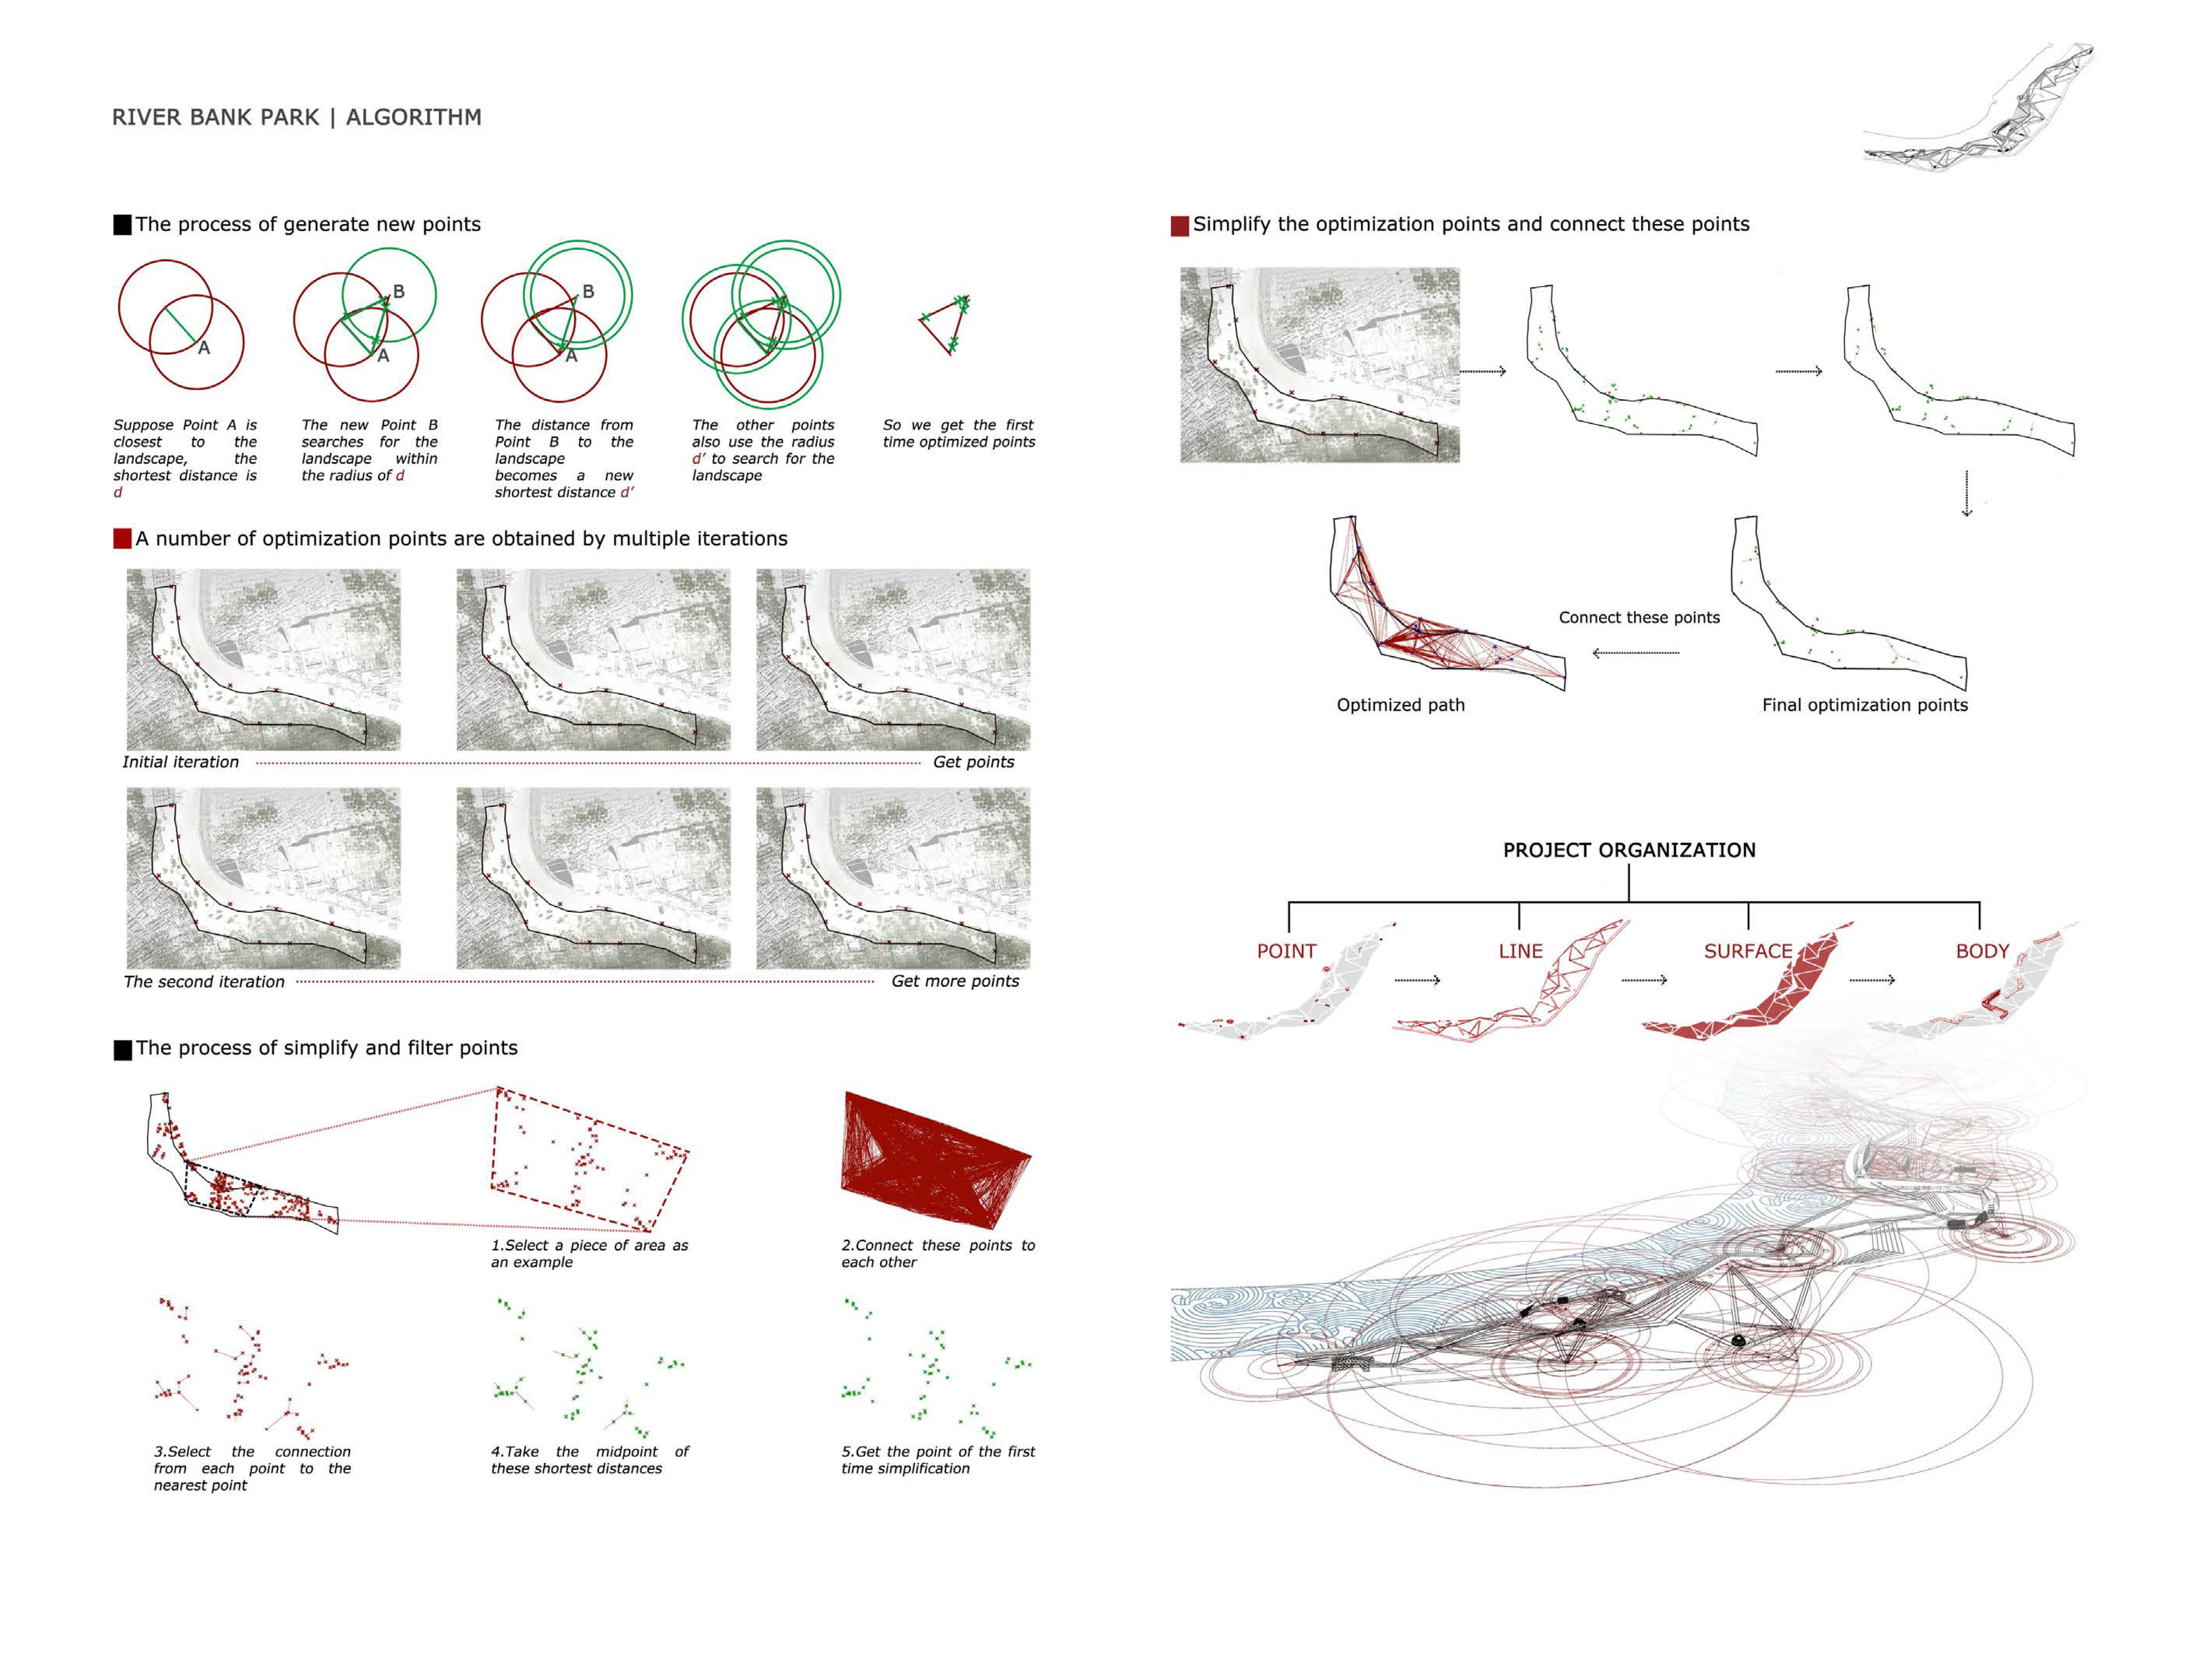 RIVER BANK PARK | ALGORITHM
The process of generate new points
A
B
A
B
A
Suppose Point A is
closest to the
landscape, the
shortest distance is
d
The new Point B
searches for the
landscape within
the radius of d
The distance from
Point B to the
landscape
becomes a new
shortest distance d'
The other points
also use the radius
d' to search for the
landscape
So we get the first
time optimized points
A number of optimization points are obtained by multiple iterations
Initial iteration
Get points
The second iteration
Get more points
The process of simplify and filter points
1.Select a piece of area as
an example
2.Connect these points to
each other
3.Select the connection
from each point to the
nearest point
4.Take the midpoint of
these shortest distances
5.Get the point of the first
time simplification
Simplify the optimization points and connect these points
Connect these points
Optimized path
Final optimization points
PROJECT ORGANIZATION
POINT
LINE
SURFACE
BODY